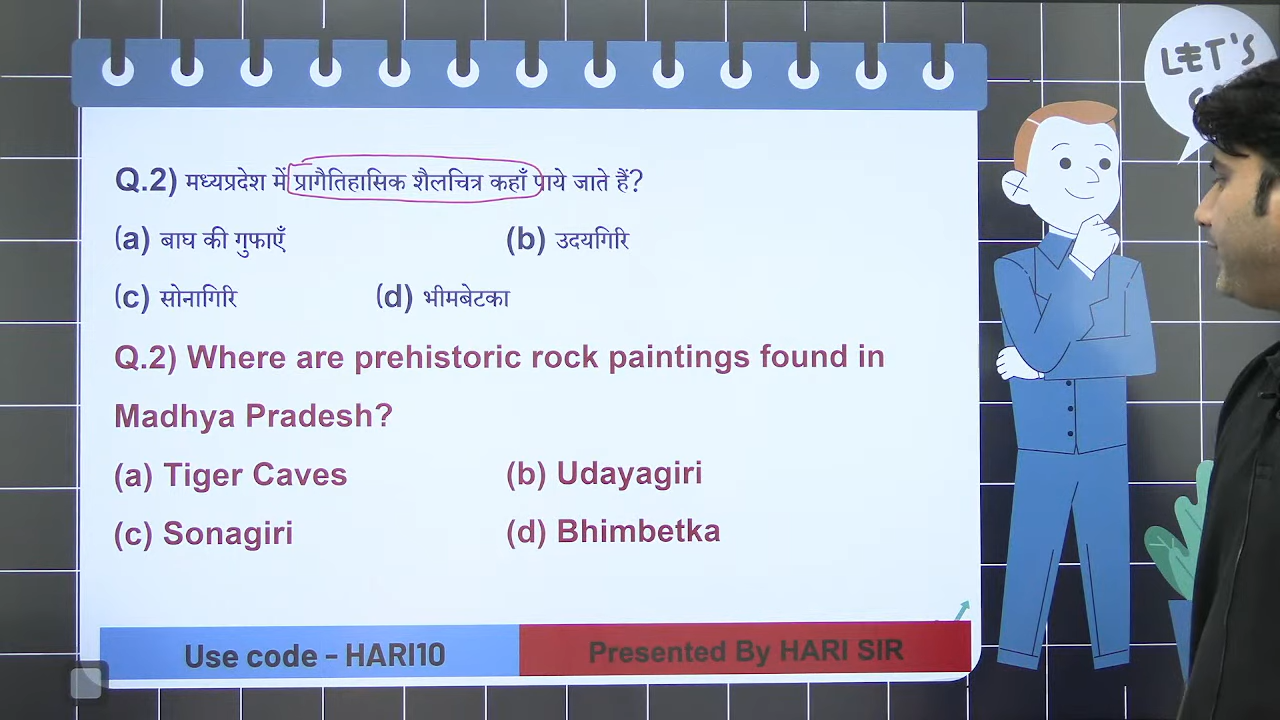 LET'S
Q.2) मध्यप्रदेश में प्रागैतिहासिक शैलचित्र कहाँ पाये जाते हैं?
(a) बाघ की गुफाएँ (b) उदयगिरि
(c) सोनागिरि (d) भीमबेटका
Q.2) Where are prehistoric rock paintings found in
Madhya Pradesh?
(a) Tiger Caves (b) Udayagiri
(c) Sonagiri (d) Bhimbetka
Use code - HARI10 Presented By HARI SIR